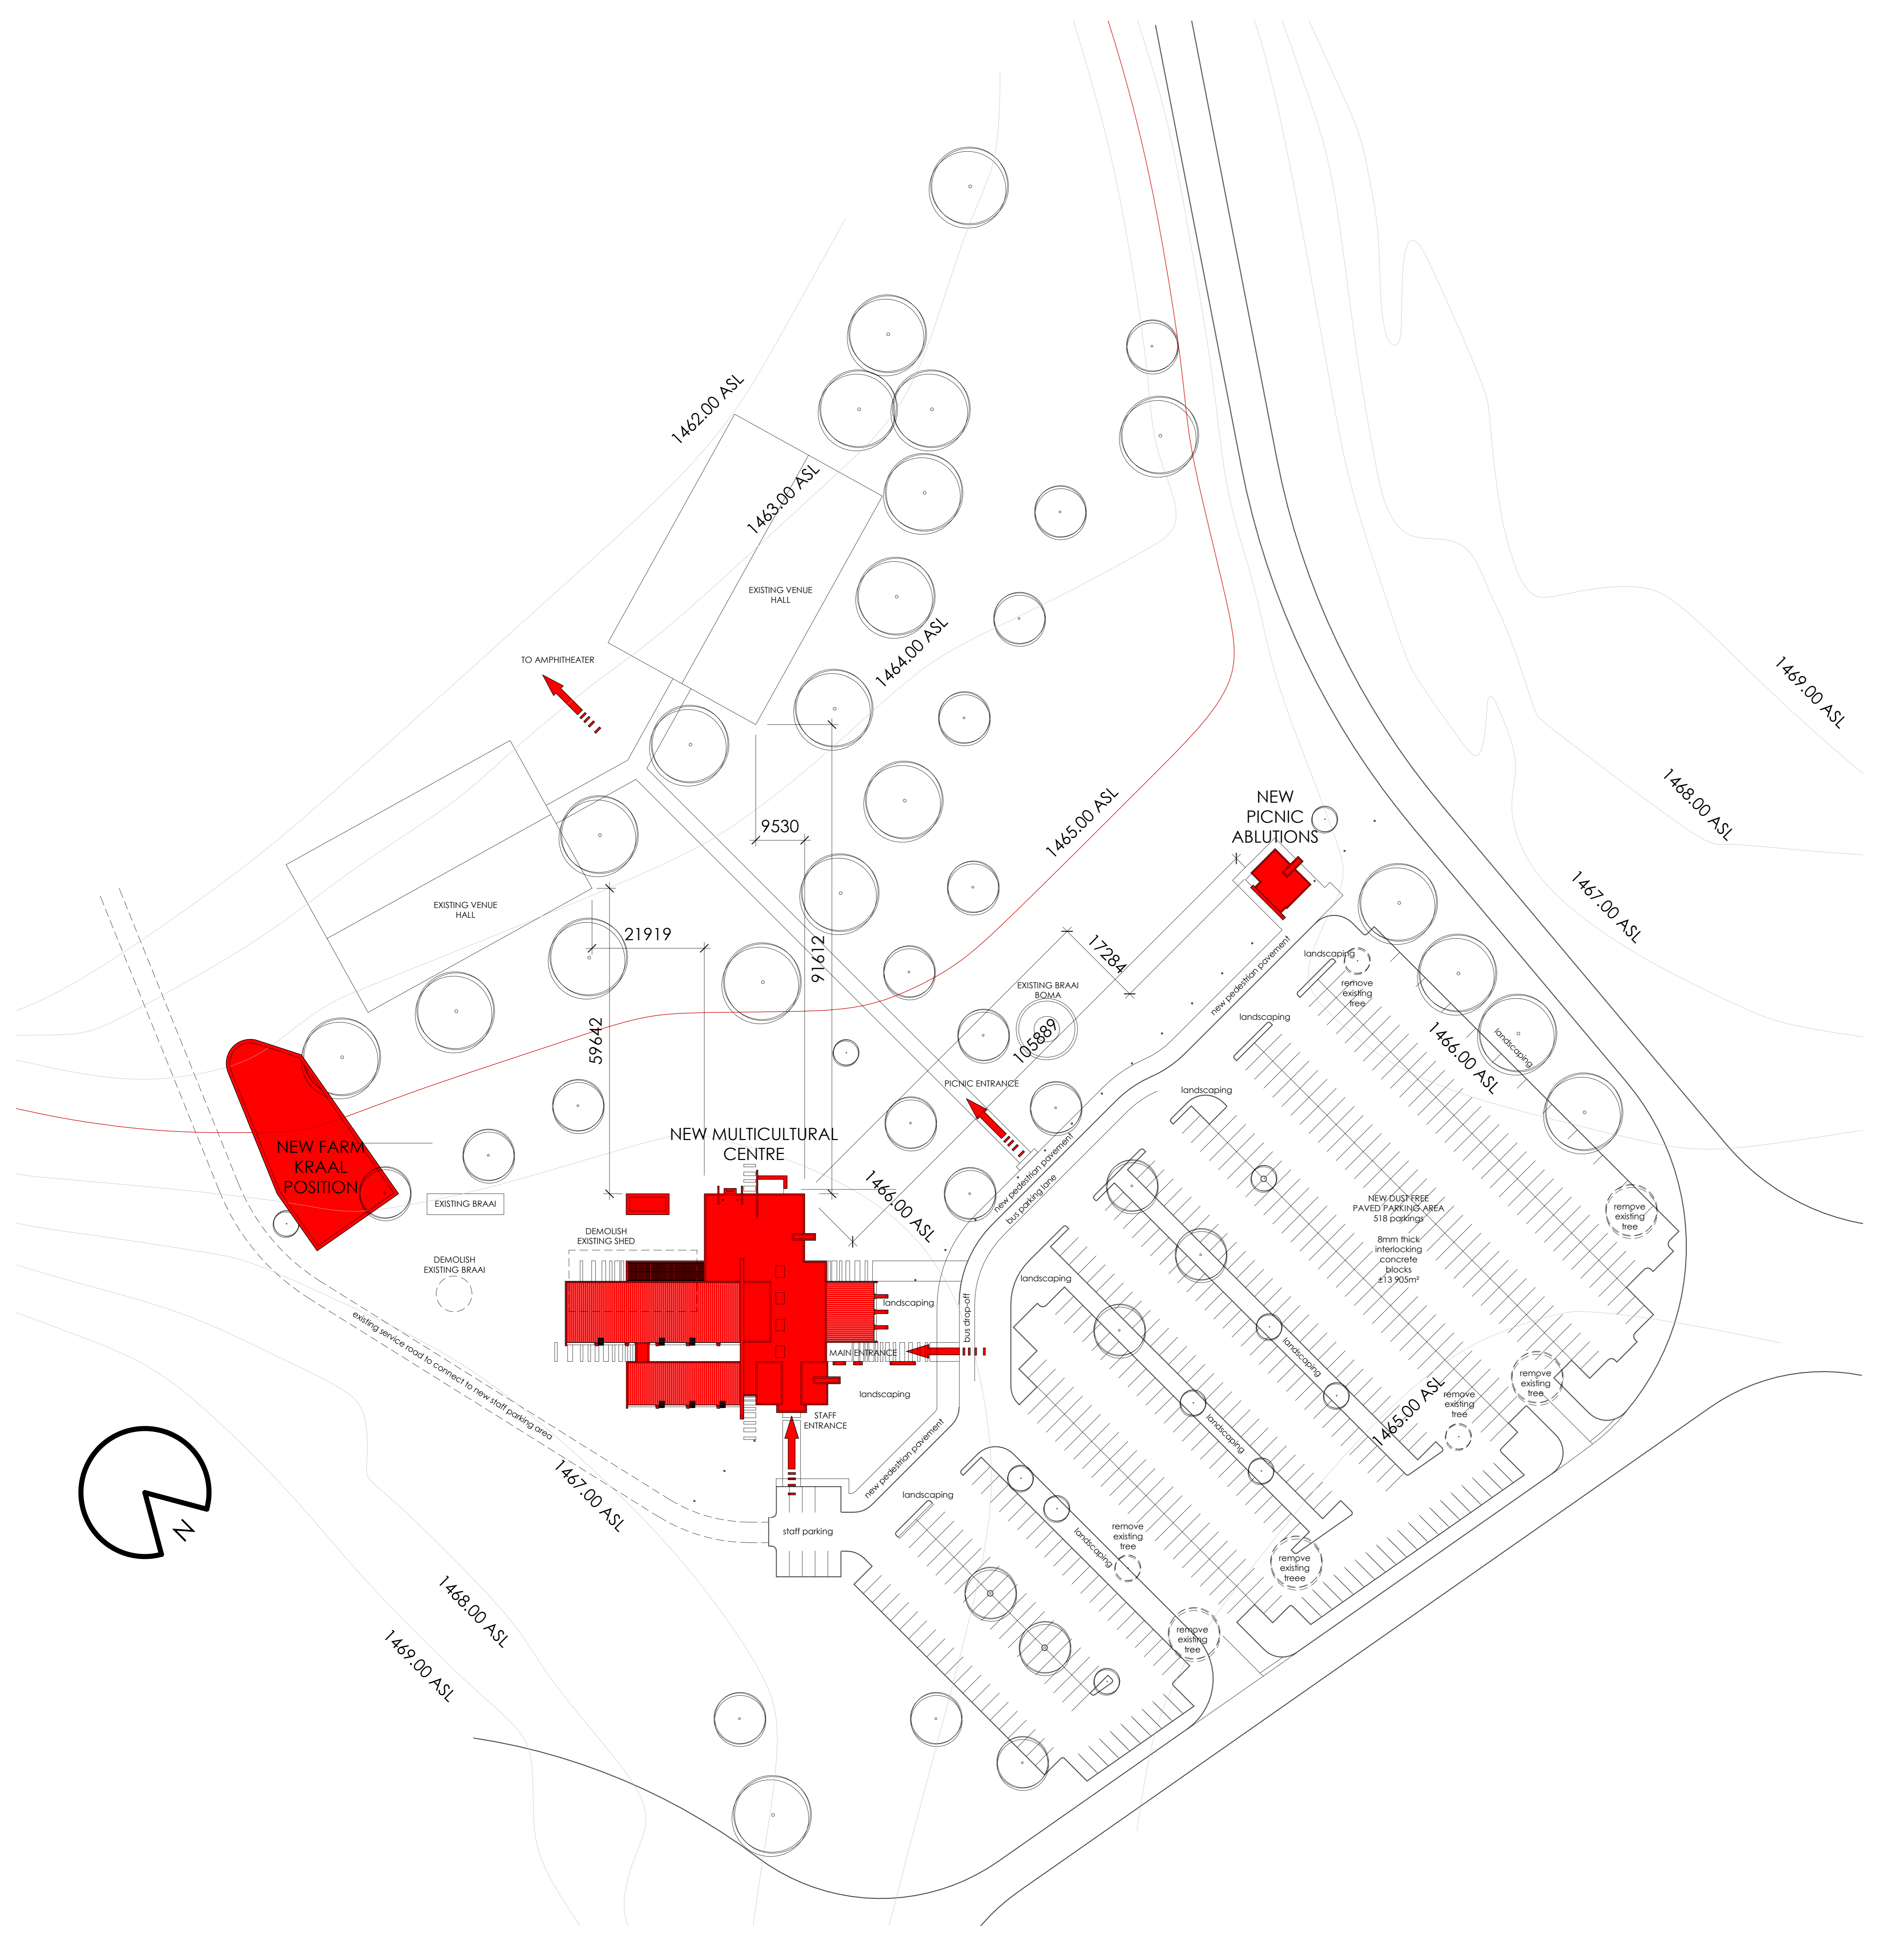 1462.00 ASL
1463.00 ASL
EXISTING VENUE
HALL
1464.00 ASL
TO AMPHITHEATER
1469.00 ASL
1468.00 ASL
1467.00 ASL
NEW
PICNIC
ABLUTIONS
1465.00 ASL
9530
EXISTING VENUE
HALL
21919
91612
17284
59642
EXISTING BRAAI
BOMA
105889
new pedestrian pavement
landscaping
remove
existing
tree
landscaping
landscaping
1466.00 ASL
landscaping
PICNIC ENTRANCE
NEW MULTICULTURAL
CENTRE
NEW FARM
KRAAL
POSITION
EXISTING BRAAI
1466.00 ASL
new pedestrian pavement
bus parking lane
NEW DUST FREE
PAVED PARKING AREA
518 parkings
8mm thick
interlocking
concrete
blocks
±13 905m²
remove
existing
tree
DEMOLISH
EXISTING SHED
DEMOLISH
EXISTING BRAAI
landscaping
landscaping
bus drop-off
MAIN ENTRANCE
landscaping
STAFF
ENTRANCE
existing service road to connect to new staff parking area
landscaping
landscaping
remove
existing
tree
remove
existing
tree
1465.00 ASL
new pedestrian pavement
N
1467.00 ASL
staff parking
landscaping
landscaping
remove
existing
tree
remove
existing
treee
remove
existing
tree
1468.00 ASL
1469.00 ASL